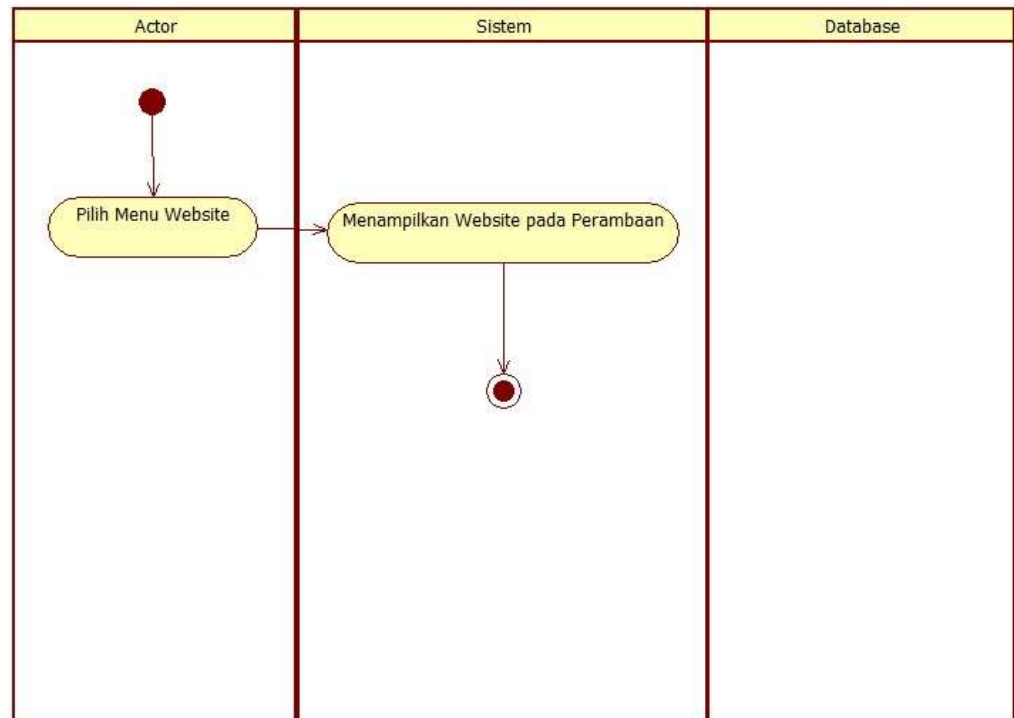 Actor
Sistem
Database
Pilih Menu Website
Menampilkan Website pada Perambaan